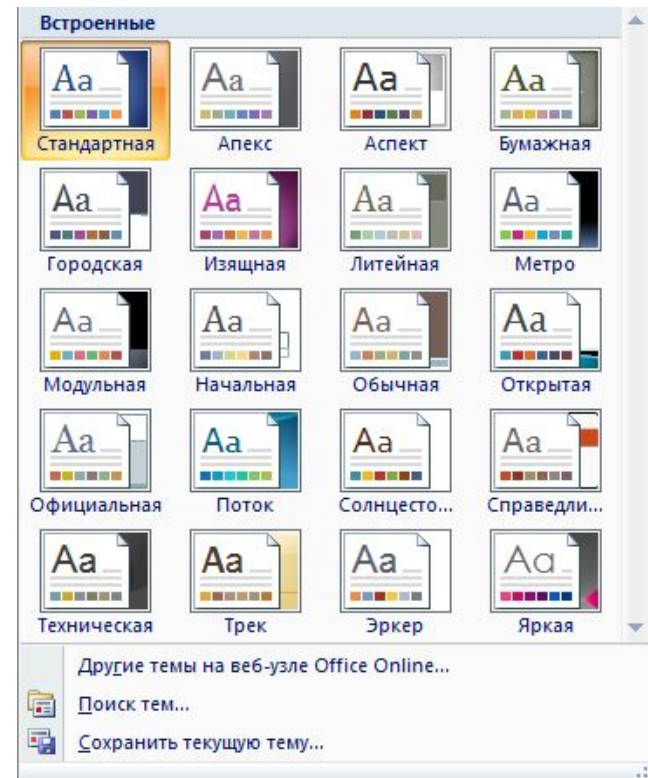 Встроенные
Aa Aa Aa Aa
Стандартная Апекс Аспект Бумажная
Aa Aa Aa Aa
Городская Изящная Литейная Метро
Aa Aa Aa Aa
Модульная Начальная Обычная Открытая
Aa Aa Aa Aa
Официальная Поток Солнцесто... Справедли...
Aa Aa Aa Aa
Техническая Трек Эркер Яркая
Другие темы на веб-узле Office Online...
Поиск тем...
Сохранить текущую тему...